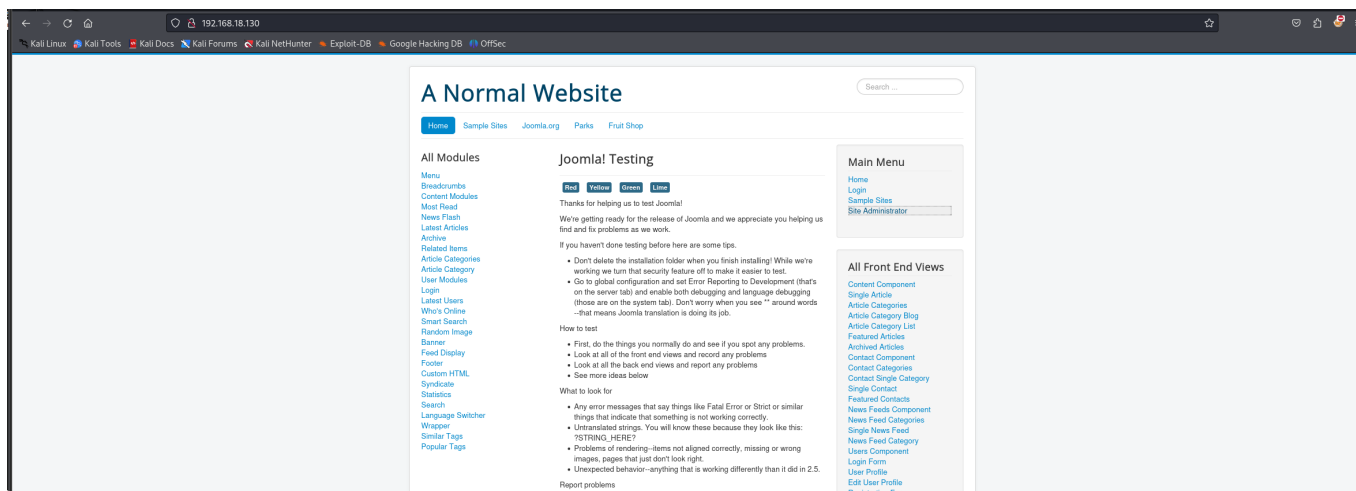 192.168.18.130
Kali Linux Kali Tools Kali Docs Kali Forums Kali NetHunter Exploit-DB Google Hacking DB OffSec
A Normal Website
Search ...
Home Sample Sites Joomla.org Parks Fruit Shop
All Modules
Menu
Breadcrumbs
Content Modules
Most Read
News Flash
Latest Articles
Archive
Related Items
Article Categories
Article Category
User Modules
Login
Latest Users
Who's Online
Smart Search
Random Image
Banner
Feed Display
Footer
Custom HTML
Syndicate
Statistics
Search
Language Switcher
Wrapper
Similar Tags
Popular Tags
Joomla! Testing
Red Yellow Green Lime
Thanks for helping us to test Joomla!
We're getting ready for the release of Joomla and we appreciate you helping us
find and fix problems as we work.
If you haven't done testing before here are some tips.
• Don't delete the installation folder when you finish installing! While we're
working we turn that security feature off to make it easier to test.
• Go to global configuration and set Error Reporting to Development (that's
on the server tab) and enable both debugging and language debugging
(those are on the system tab). Don't worry when you see ** around words
--that means Joomla translation is doing its job.
How to test
• First, do the things you normally do and see if you spot any problems.
• Look at all of the front end views and record any problems
• Look at all the back end views and report any problems
• See more ideas below
What to look for
• Any error messages that say things like Fatal Error or Strict or similar
things that indicate that something is not working correctly.
• Untranslated strings. You will know these because they look like this:
?STRING_HERE?
• Problems of rendering--items not aligned correctly, missing or wrong
images, pages that just don't look right.
• Unexpected behavior--anything that is working differently than it did in 2.5.
Report problems
Main Menu
Home
Login
Sample Sites
Site Administrator
All Front End Views
Content Component
Single Article
Article Categories
Article Category Blog
Article Category List
Featured Articles
Archived Articles
Contact Component
Contact Categories
Contact Single Category
Single Contact
Featured Contacts
News Feeds Component
News Feed Categories
Single News Feed
News Feed Category
Users Component
Login Form
User Profile
Edit User Profile